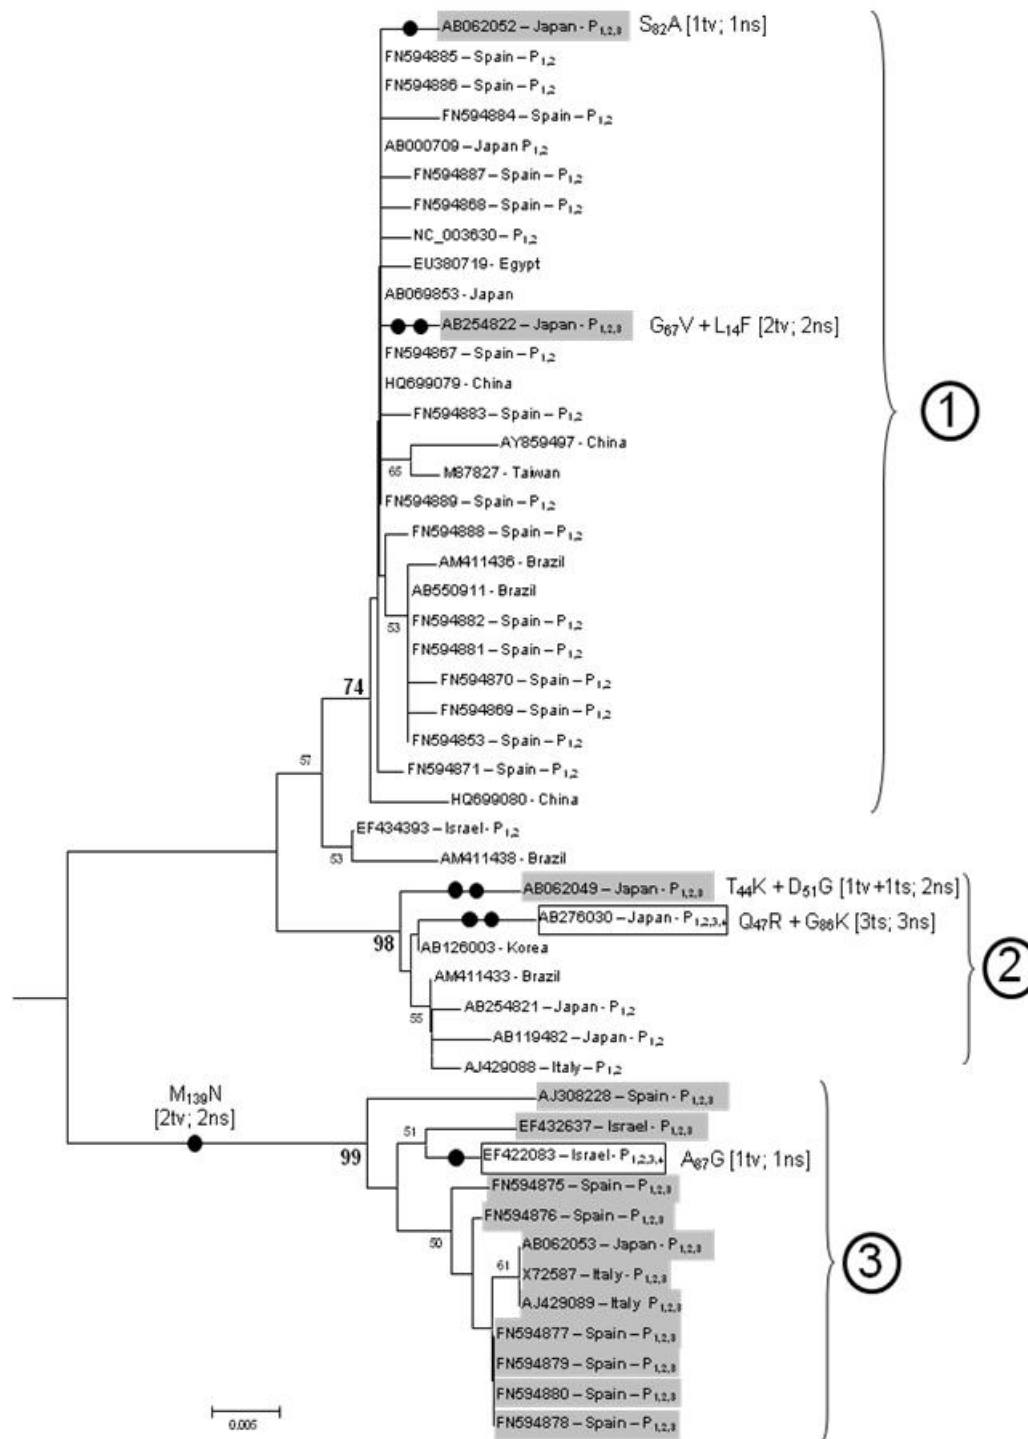 AB062052 – Japan - P1,2,3 S82A [1tv; 1ns]
FN594885 – Spain – P1,2
FN594886 – Spain – P1,2
FN594884 – Spain – P1,2
AB000709 – Japan P1,2
FN594887 – Spain – P1,2
FN594868 – Spain – P1,2
NC_003630 – P1,2
EU380719 - Egypt
AB069853 - Japan
AB254822 – Japan - P1,2,3 G67V + L14F [2tv; 2ns]
FN594867 – Spain – P1,2
HQ699079 - China
1
FN594883 – Spain – P1,2
AY859497 - China
65
M87827 - Taiwan
FN594889 – Spain – P1,2
FN594888 – Spain – P1,2
AM411436 - Brazil
AB550911 - Brazil
53
FN594882 – Spain – P1,2
FN594881 – Spain – P1,2
74
FN594870 – Spain – P1,2
FN594869 – Spain – P1,2
FN594853 – Spain – P1,2
57
FN594871 – Spain – P1,2
HQ699080 - China
EF434393 – Israel - P1,2
53
AM411438 – Brazil
AB062049 – Japan - P1,2,3 T44K + D51G [1tv+1ts; 2ns]
AB276030 – Japan - P1,2,3,4 Q47R + G86K [3ts; 3ns]
98
AB126003 - Korea
2
AM411433 - Brazil
55
AB254821 – Japan - P1,2
AB119482 – Japan - P1,2
AJ429088 – Italy – P1,2
M139N
[2tv; 2ns]
AJ308228 – Spain - P1,2,3
51
EF432637 – Israel - P1,2,3
99
EF422083 – Israel - P1,2,3,4 A87G [1tv; 1ns]
FN594875 – Spain – P1,2,3
FN594876 – Spain – P1,2,3
50
AB062053 – Japan - P1,2,3
61
X72587 – Italy - P1,2,3
3
AJ429089 – Italy P1,2,3
FN594877 – Spain – P1,2,3
FN594879 – Spain – P1,2,3
FN594880 – Spain – P1,2,3
FN594878 – Spain – P1,2,3
0.005